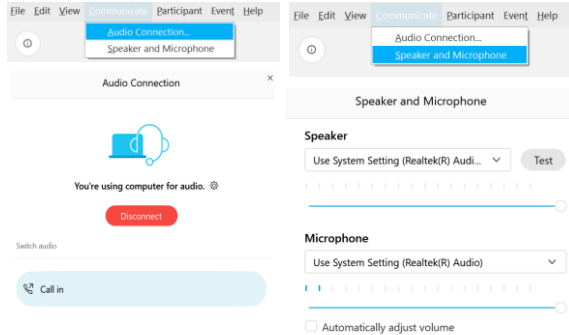 File Edit View Communicate Participant Event Help
Audio Connection...
Speaker and Microphone
Audio Connection
You're using computer for audio.
Disconnect
Switch audio
Call in
File Edit View Communicate Participant Event Help
Audio Connection...
Speaker and Microphone
Speaker and Microphone
Speaker
Use System Setting (Realtek(R) Audi...
Test
Microphone
Use System Setting (Realtek(R) Audio)
Automatically adjust volume